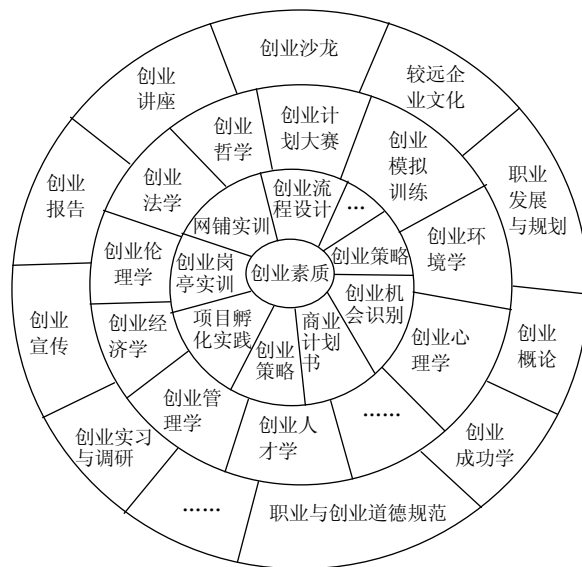 创业沙龙
较远企
业文化
职业
发展
与规划
创业
概论
创业
成功学
职业与创业道德规范
……
创业实习
与调研
创业
宣传
创业
报告
创业
讲座
创业计
划大赛
创业
模拟
训练
创业环
境学
创业心
理学
……
创业人
才学
创业管
理学
创业经
济学
创业伦
理学
创业
法学
创业
哲学
创业流
程设计
…
创业策略
创业机
会识别
商业
计划
书
创业
策略
项目孵
化实践
创业岗
亭实训
网铺实训
创业素质